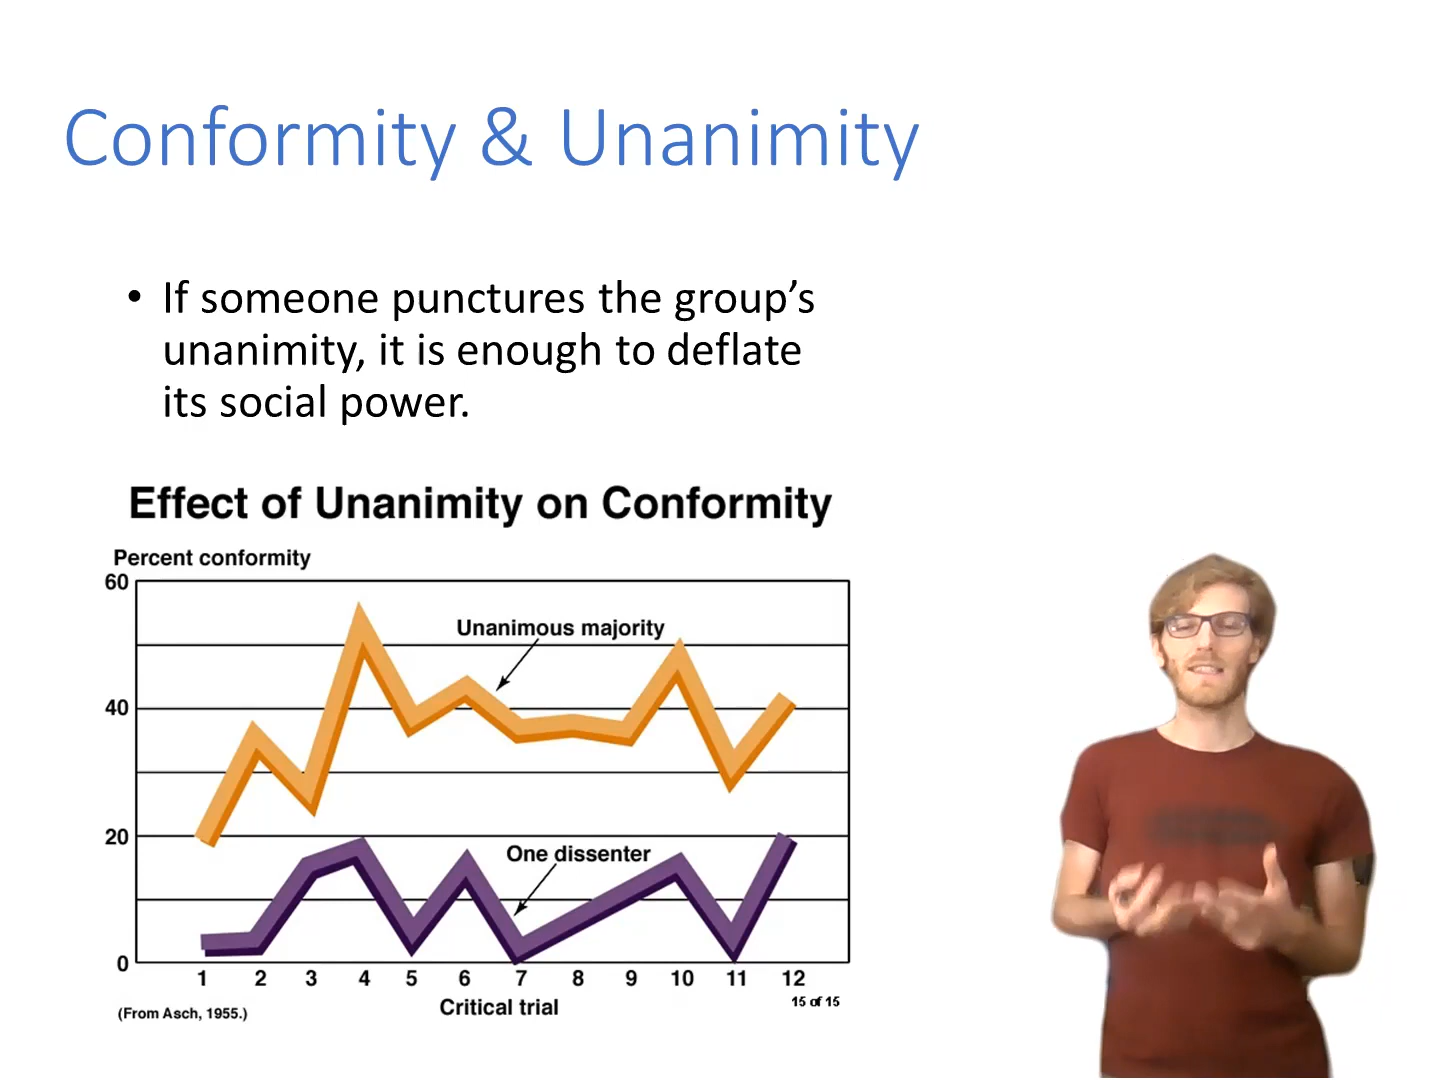 Conformity & Unanimity
• If someone punctures the group’s
unanimity, it is enough to deflate
its social power.
Effect of Unanimity on Conformity
Percent conformity
60
Unanimous majority
40
20
One dissenter
0
1 2 3 4 5 6 7 8 9 10 11 12
Critical trial
15 of 15
(From Asch, 1955.)